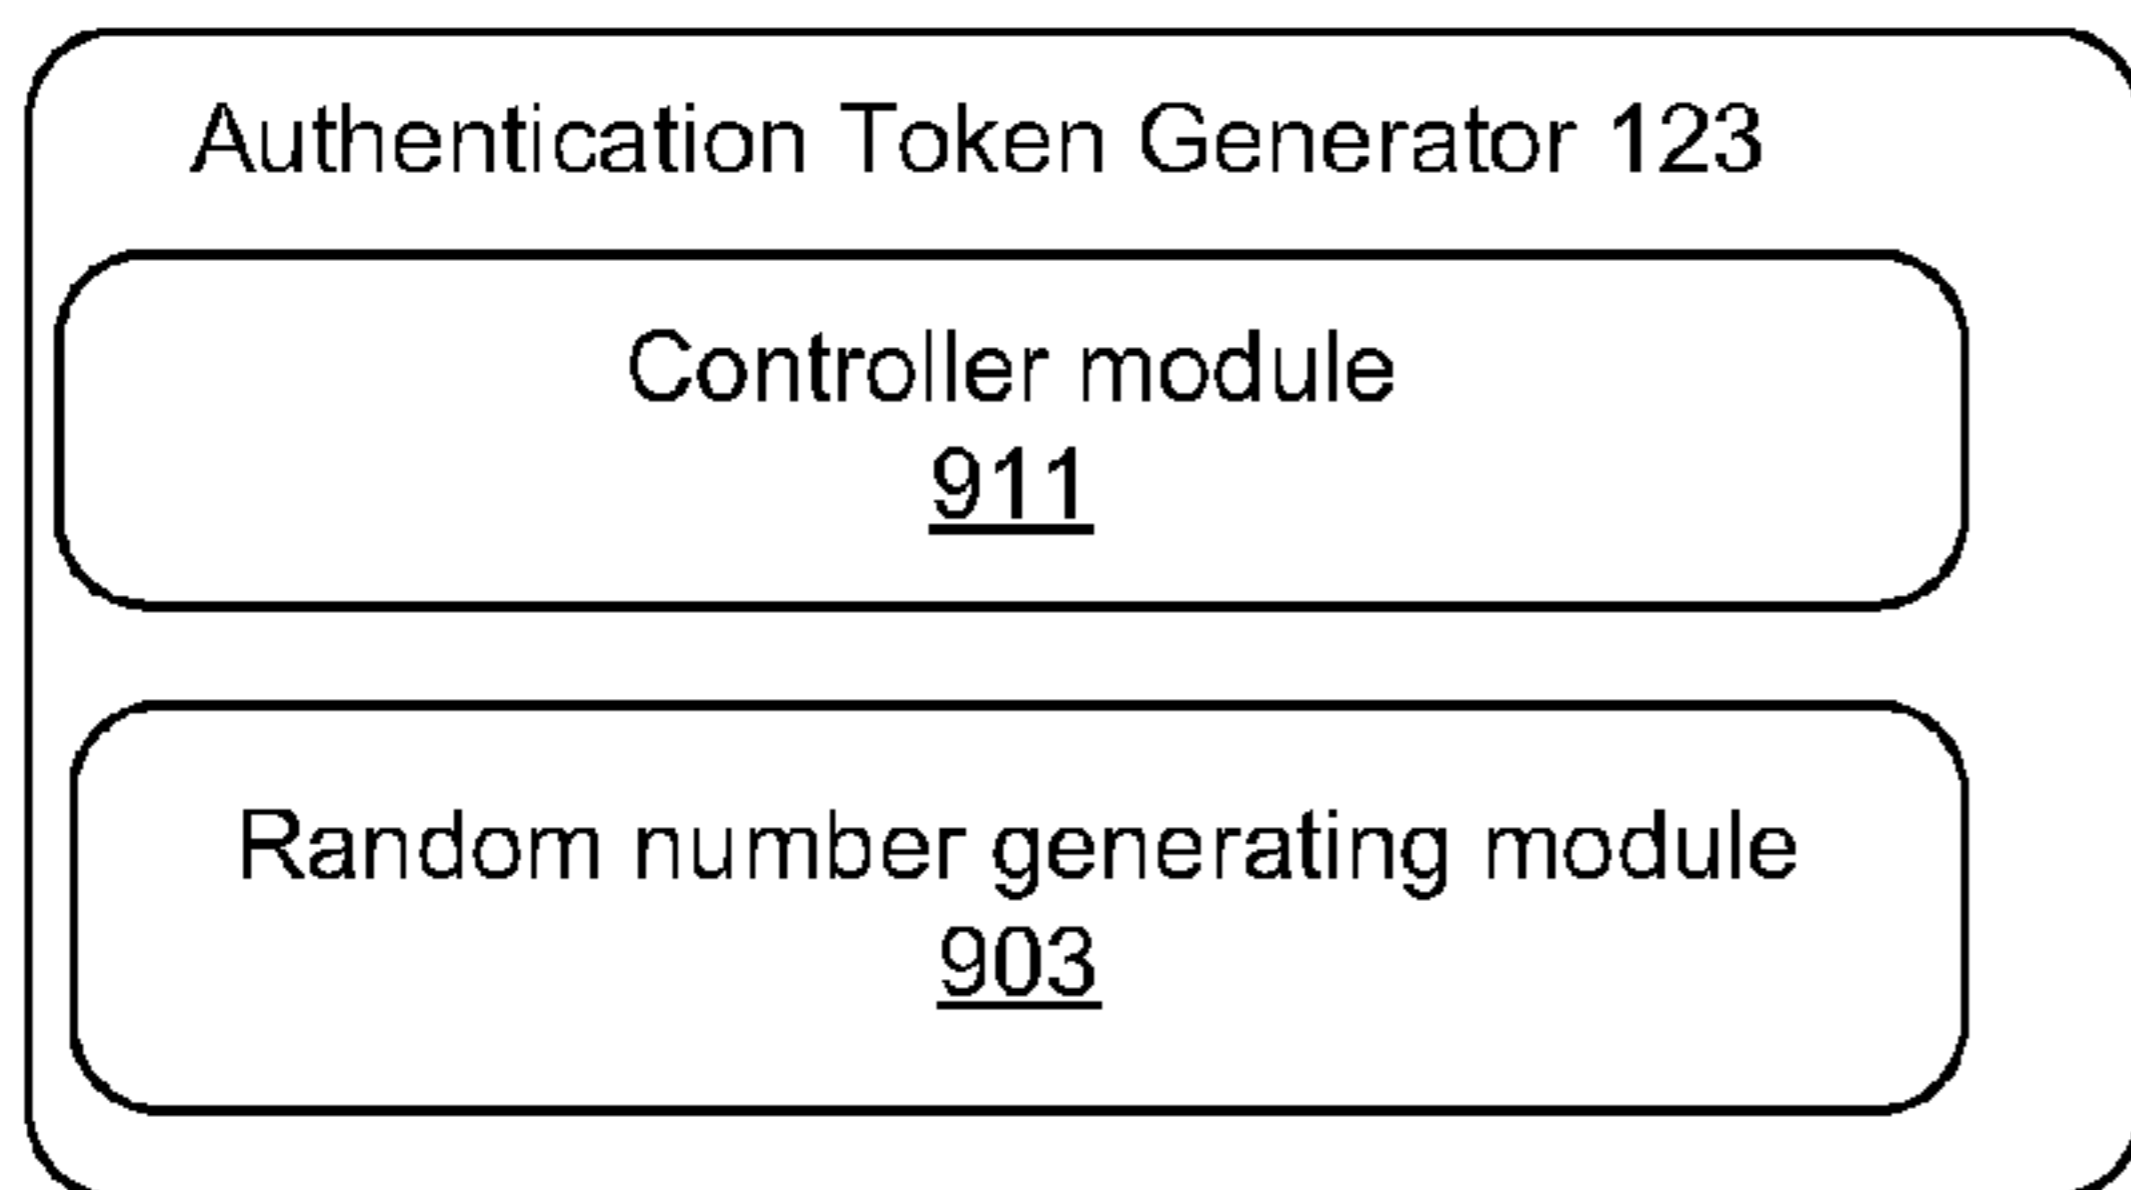 Authentication Token Generator 123
Controller module
911
Random number generating module
903